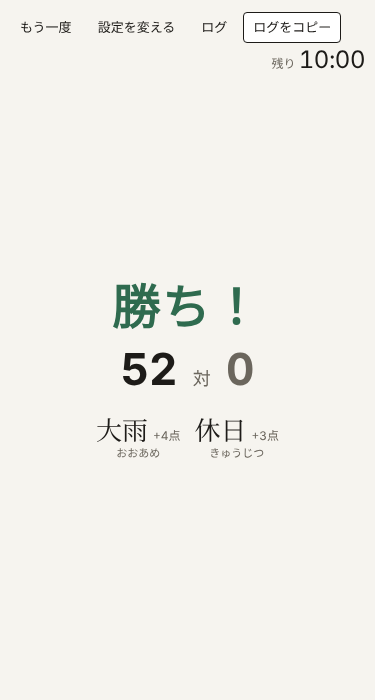 もう一度 設定を変える ログ ログをコピー
残り 10:00
勝ち！
52 対 0
大雨 +4点 休日 +3点
おおあめ きゅうじつ